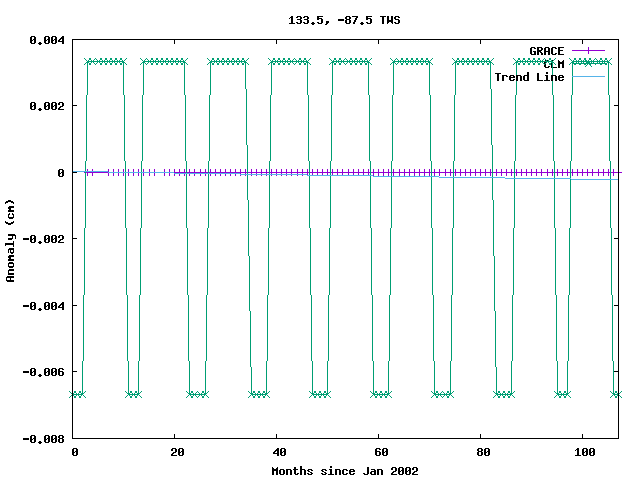 133.5, -87.5 TWS
GRACE
CLM
Trend Line
0.004
0.002
0
-0.002
-0.004
-0.006
-0.008
Anomaly (cm)
0 20 40 60 80 100
Months since Jan 2002